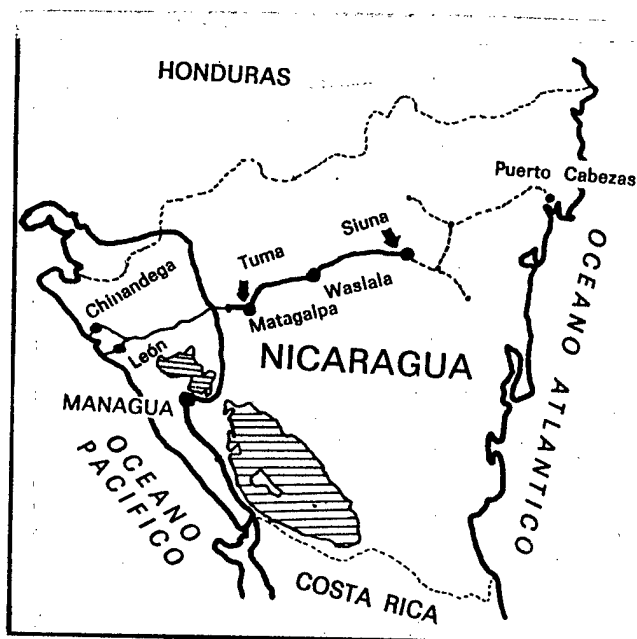 HONDURAS
Puerto Cabezas
Siuna
Tuma
Waslala
Chinandega
Matagalpa
León
NICARAGUA
MANAGUA
OCEANO ATLANTICO
OCEANO
PACIFICO
COSTA RICA